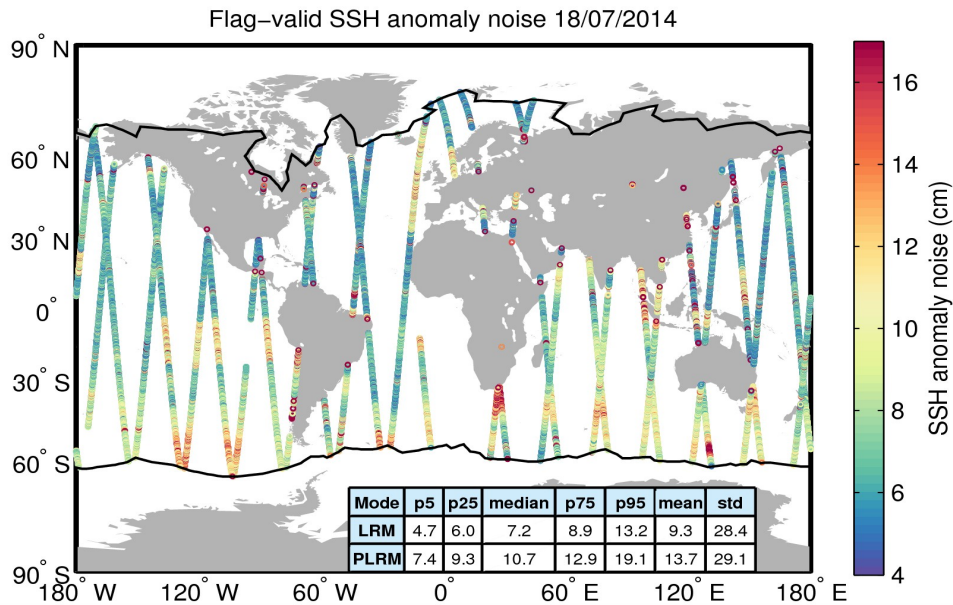 Flag−valid SSH anomaly noise 18/07/2014
90° N
60° N
30° N
0°
30° S
60° S
90° S
180° W
120° W
60° W
0°
60° E
120° E
180° E
Mode p5 p25 median p75 p95 mean std
LRM 4.7 6.0 7.2 8.9 13.2 9.3 28.4
PLRM 7.4 9.3 10.7 12.9 19.1 13.7 29.1
16
14
12
10
8
6
4
SSH anomaly noise (cm)